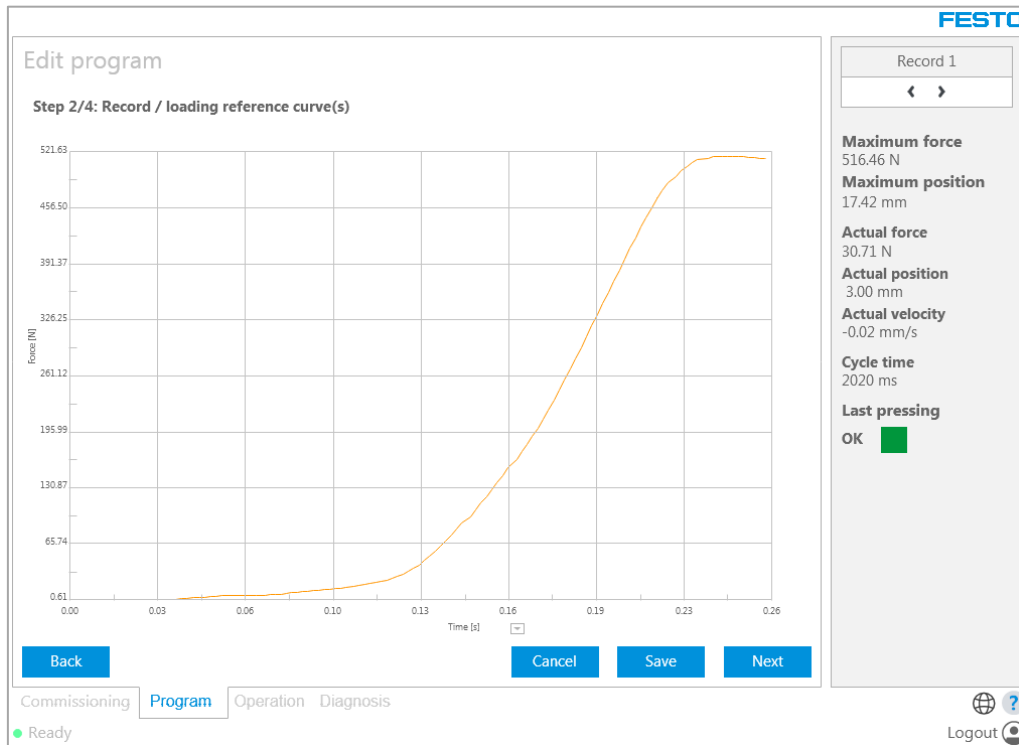 FESTO
Edit program
Step 2/4: Record / loading reference curve(s)
521.63
456.50
391.37
326.25
261.12
195.99
130.87
65.74
0.61
Force [N]
0.00 0.03 0.06 0.10 0.13 0.16 0.19 0.23 0.26
Time [s]
Back Cancel Save Next
Record 1
Maximum force
516.46 N
Maximum position
17.42 mm
Actual force
30.71 N
Actual position
3.00 mm
Actual velocity
-0.02 mm/s
Cycle time
2020 ms
Last pressing
OK
Commissioning Program Operation Diagnosis
?
Ready
Logout